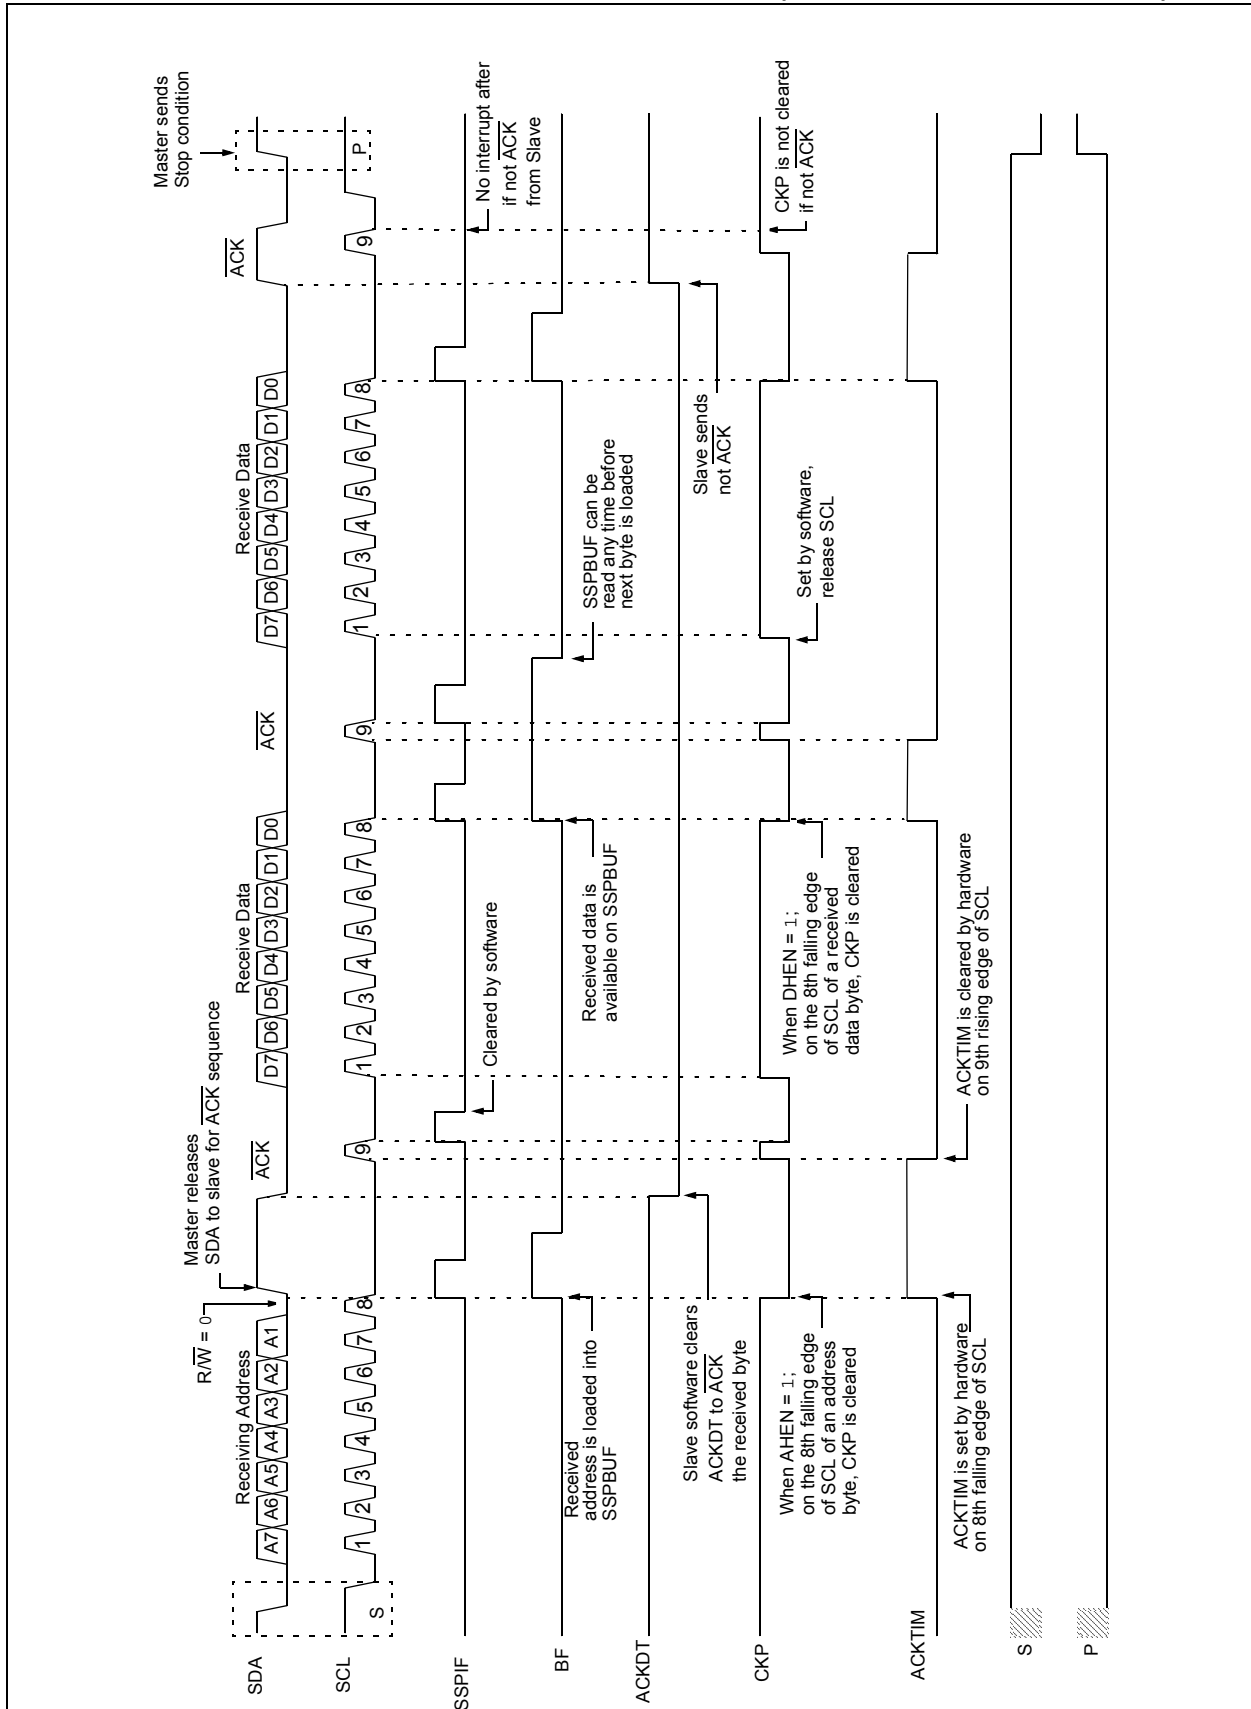 Master sends
Stop condition
Master releases
SDA to slave for ACK sequence
R/W = 0
Receiving Address
ACK
Receive Data
ACK
Receive Data
ACK
SDA
A7
A6
A5
A4
A3
A2
A1
D7
D6
D5
D4
D3
D2
D1
D0
D7
D6
D5
D4
D3
D2
D1
D0
SCL
S
1
2
3
4
5
6
7
8
9
1
2
3
4
5
6
7
8
9
1
2
3
4
5
6
7
8
9
P
SSPIF
Cleared by software
No interrupt after
if not ACK
from Slave
BF
Received
address is loaded into
SSPBUF
Received data is
available on SSPBUF
SSPBUF can be
read any time before
next byte is loaded
ACKDT
Slave software clears
ACKDT to ACK
the received byte
Slave sends
not ACK
CKP
When AHEN = 1;
on the 8th falling edge
of SCL of an address
byte, CKP is cleared
When DHEN = 1;
on the 8th falling edge
of SCL of a received
data byte, CKP is cleared
Set by software,
release SCL
CKP is not cleared
if not ACK
ACKTIM
ACKTIM is set by hardware
on 8th falling edge of SCL
ACKTIM is cleared by hardware
on 9th rising edge of SCL
S
P